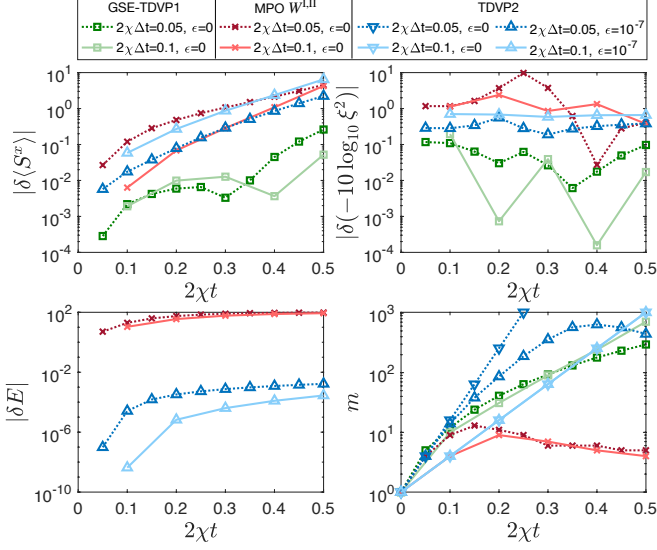 GSE-TDVP1 MPO W^{I,II} TDVP2
2χΔt=0.05, ϵ=0 2χΔt=0.05, ϵ=0 2χΔt=0.05, ϵ=0 2χΔt=0.05, ϵ=10^{-7}
2χΔt=0.1, ϵ=0 2χΔt=0.1, ϵ=0 2χΔt=0.1, ϵ=0 2χΔt=0.1, ϵ=10^{-7}
|δ⟨S^x⟩|
10^1
10^0
10^{-1}
10^{-2}
10^{-3}
10^{-4}
0.1 0.2 0.3 0.4 0.5
2χt
|δ(−10 log_{10} ξ^2)|
10^1
10^0
10^{-1}
10^{-2}
10^{-3}
10^{-4}
0 0.1 0.2 0.3 0.4 0.5
2χt
|δE|
10^2
10^{-2}
10^{-6}
10^{-10}
0.1 0.2 0.3 0.4 0.5
2χt
m
10^3
10^2
10^1
10^0
0 0.1 0.2 0.3 0.4 0.5
2χt